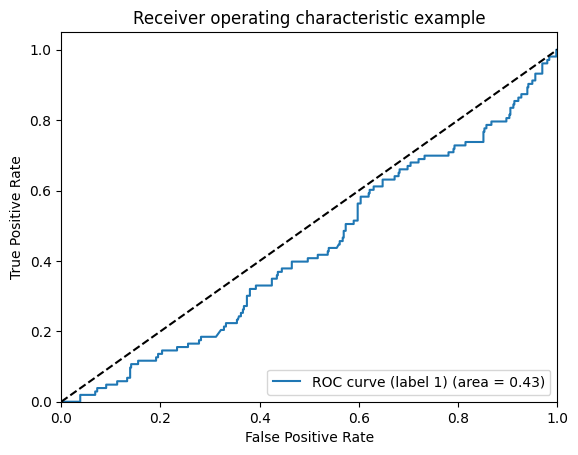 Receiver operating characteristic example
True Positive Rate
1.0
0.8
0.6
0.4
0.2
0.0
ROC curve (label 1) (area = 0.43)
0.0 0.2 0.4 0.6 0.8 1.0
False Positive Rate